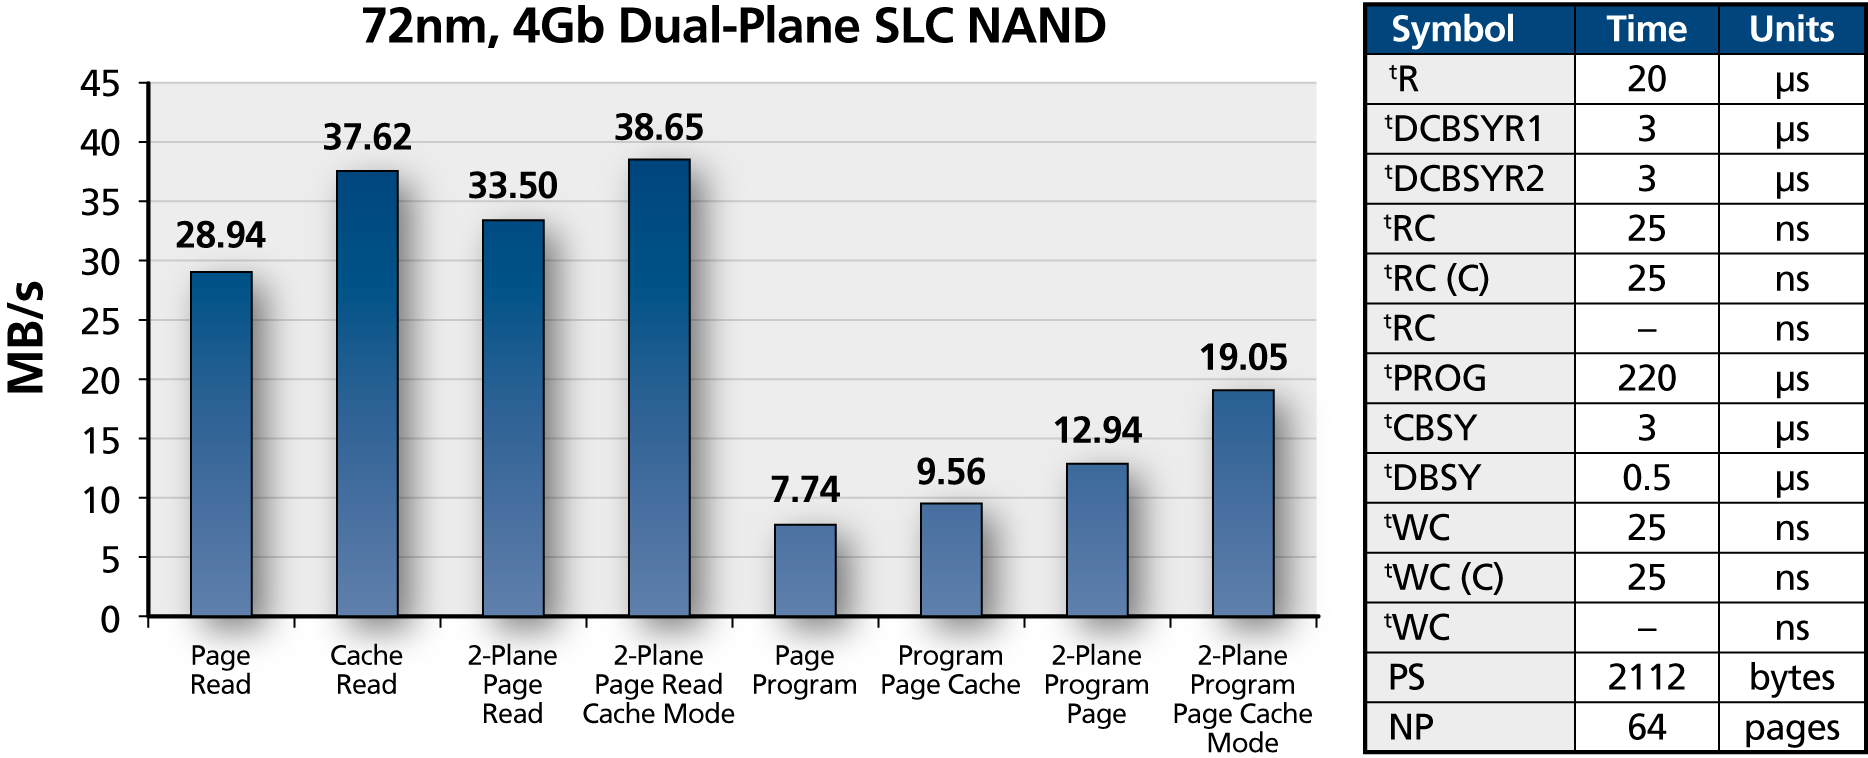 72nm, 4Gb Dual-Plane SLC NAND
MB/s
45
40
35
30
25
20
15
10
5
0
28.94
37.62
33.50
38.65
7.74
9.56
12.94
19.05
Page
Read
Cache
Read
2-Plane
Page
Read
2-Plane
Page Read
Cache Mode
Page
Program
Program
Page Cache
2-Plane
Program
Page
2-Plane
Program
Page Cache
Mode
Symbol Time Units
tR 20 µs
tDCBSYR1 3 µs
tDCBSYR2 3 µs
tRC 25 ns
tRC (C) 25 ns
tRC – ns
tPROG 220 µs
tCBSY 3 µs
tDBSY 0.5 µs
tWC 25 ns
tWC (C) 25 ns
tWC – ns
PS 2112 bytes
NP 64 pages